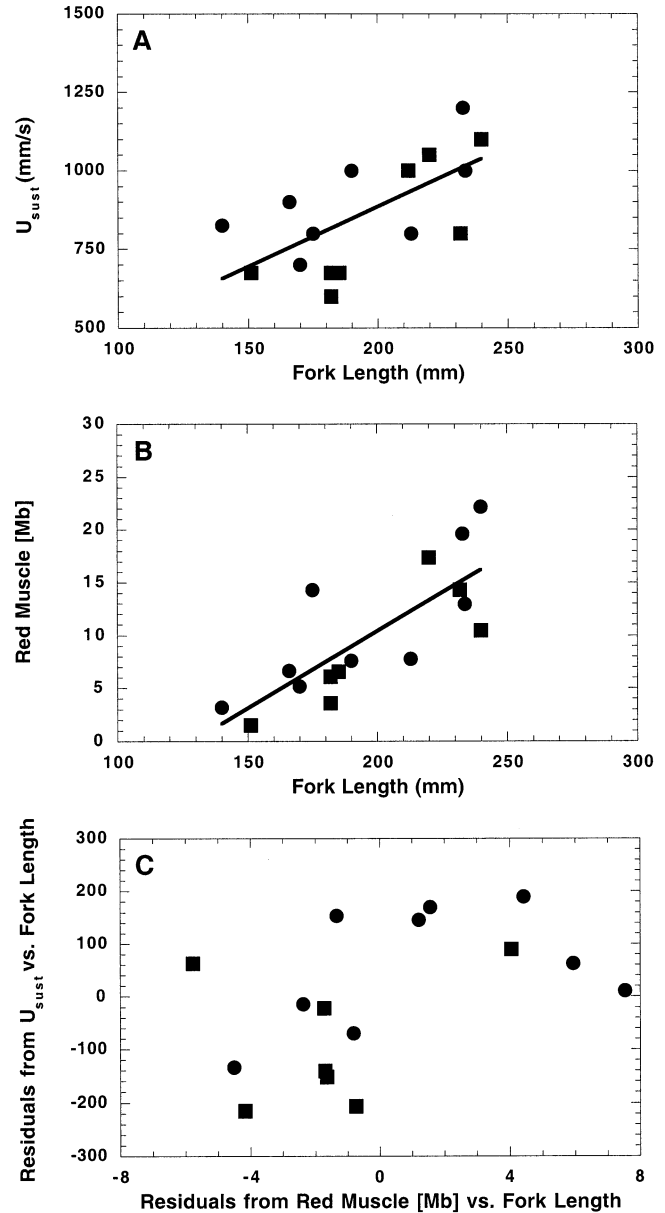 A
1500
1250
1000
750
500
U_sust (mm/s)
100 150 200 250 300
Fork Length (mm)
B
30
25
20
15
10
5
0
Red Muscle [Mb]
100 150 200 250 300
Fork Length (mm)
C
300
200
100
0
-100
-200
-300
Residuals from U_sust vs. Fork Length
-8 -4 0 4 8
Residuals from Red Muscle [Mb] vs. Fork Length